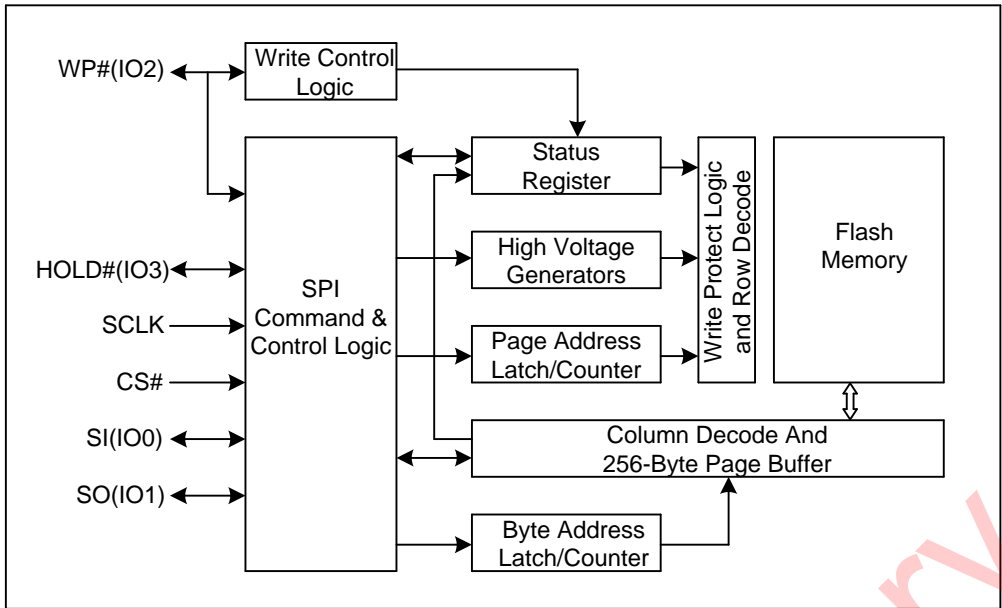 WP#(IO2)
Write Control
Logic
Status
Register
High Voltage
Generators
Write Protect Logic
and Row Decode
Flash
Memory
HOLD#(IO3)
SPI
Command &
Control Logic
SCLK
Page Address
Latch/Counter
CS#
SI(IO0)
Column Decode And
256-Byte Page Buffer
SO(IO1)
Byte Address
Latch/Counter